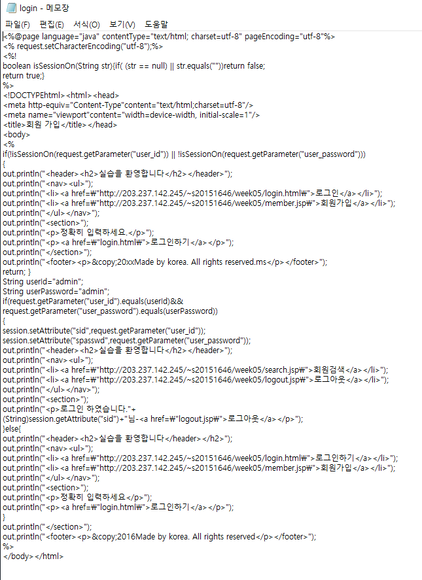 login - 메모장
파일(F) 편집(E) 서식(O) 보기(V) 도움말
<%@page language="java" contentType="text/html; charset=utf-8" pageEncoding="utf-8"%>
<% request.setCharacterEncoding("utf-8");%>
<%!
boolean isSessionOn(String str){if( (str == null) || str.equals(""))return false;
return true;}
%>
<!DOCTYPEhtml><html><head>
<meta http-equiv="Content-Type"content="text/html;charset=utf-8"/>
<meta name="viewport"content="width=device-width, initial-scale=1"/>
<title>회원 가입</title></head>
<body>
<%
if(!isSessionOn(request.getParameter("user_id")) || !isSessionOn(request.getParameter("user_password")))
{
out.println("<header><h2>실습을 환영합니다</h2></header>");
out.println("<nav><ul>");
out.println("<li><a href=₩"http://203.237.142.245/~s20151646/week05/login.html₩">로그인</a></li>");
out.println("<li><a href=₩"http://203.237.142.245/~s20151646/week05/member.jsp₩">회원가입</a></li>");
out.println("</ul></nav>");
out.println("<section>");
out.println("<p>정확히 입력하세요.</p>");
out.println("<p><a href=₩"login.html₩">로그인하기</a></p>");
out.println("</section>");
out.println("<footer><p>&copy;20xxMade by korea. All rights reserved.ms</p></footer>");
return; }
String userId="admin";
String userPassword="admin";
if(request.getParameter("user_id").equals(userId)&&
request.getParameter("user_password").equals(userPassword))
{
session.setAttribute("sid",request.getParameter("user_id"));
session.setAttribute("spasswd",request.getParameter("user_password"));
out.println("<header><h2>실습을 환영합니다</h2></header>");
out.println("<nav><ul>");
out.println("<li><a href=₩"http://203.237.142.245/~s20151646/week05/search.jsp₩">회원검색</a></li>");
out.println("<li><a href=₩"http://203.237.142.245/~s20151646/week05/logout.jsp₩">로그아웃</a></li>");
out.println("</ul></nav>");
out.println("<section>");
out.println("<p>로그인 하였습니다."+
(String)session.getAttribute("sid")+"님-<a href=₩"logout.jsp₩">로그아웃</a></p>");
}else{
out.println("<header><h2>실습을 환영합니다</header></h2>");
out.println("<nav><ul>");
out.println("<li><a href=₩"http://203.237.142.245/~s20151646/week05/login.html₩">로그인하기</a></li>");
out.println("<li><a href=₩"http://203.237.142.245/~s20151646/week05/member.jsp₩">회원가입</a></li>");
out.println("</ul></nav>");
out.println("<section>");
out.println("<p>정확히 입력하세요</p>");
out.println("<p><a href=₩"login.html₩">로그인하기</a></p>");
}
out.println("</section>");
out.println("<footer><p>&copy;2016Made by korea. All rights reserved</p></footer>");
%>
</body></html>